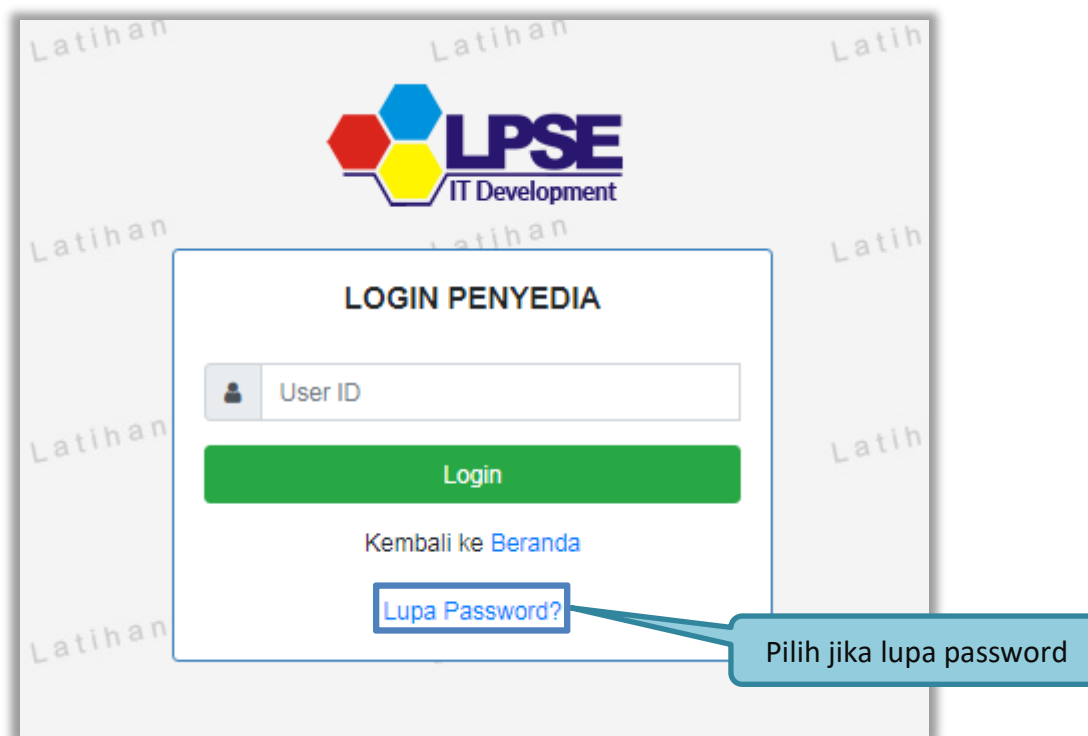 Latihan Latihan Latih
LPSE
IT Development
Latihan Latihan Latih
LOGIN PENYEDIA
User ID
Latihan Latih
Login
Kembali ke Beranda
Lupa Password?
Latihan
Pilih jika lupa password